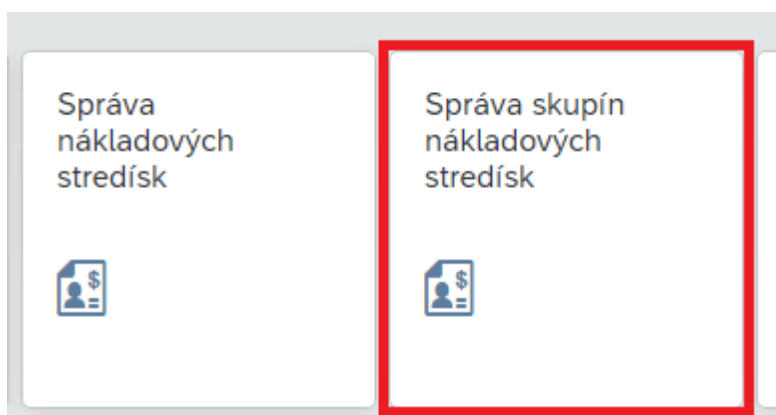 Správa
nákladových
stredísk
Správa skupín
nákladových
stredísk